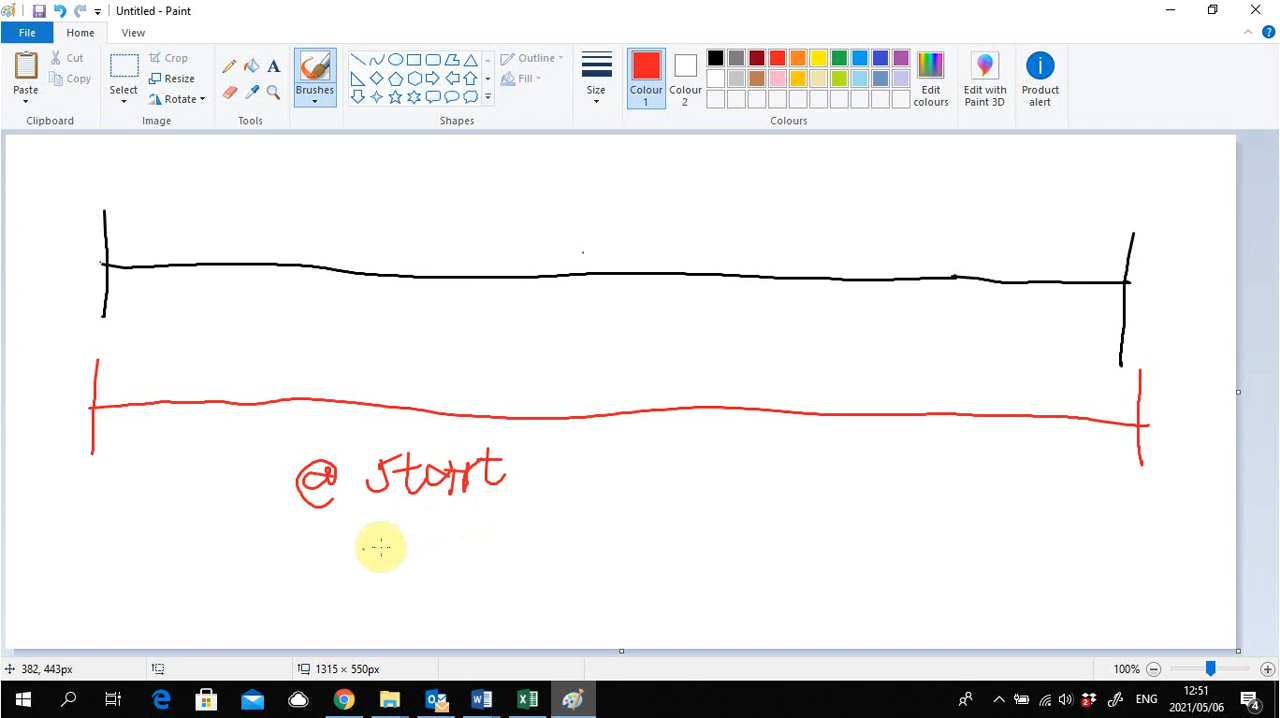 Untitled - Paint
File Home View
Paste
Cut
Copy
Clipboard
Select
Crop
Resize
Rotate
Image
A
Tools
Brushes
Outline
Fill
Shapes
Size
Colour 1
Colour 2
Edit colours
Colours
Edit with Paint 3D
Product alert
@ Start
382, 443px
1315 × 550px
100%
ENG
12:51
2021/05/06
4